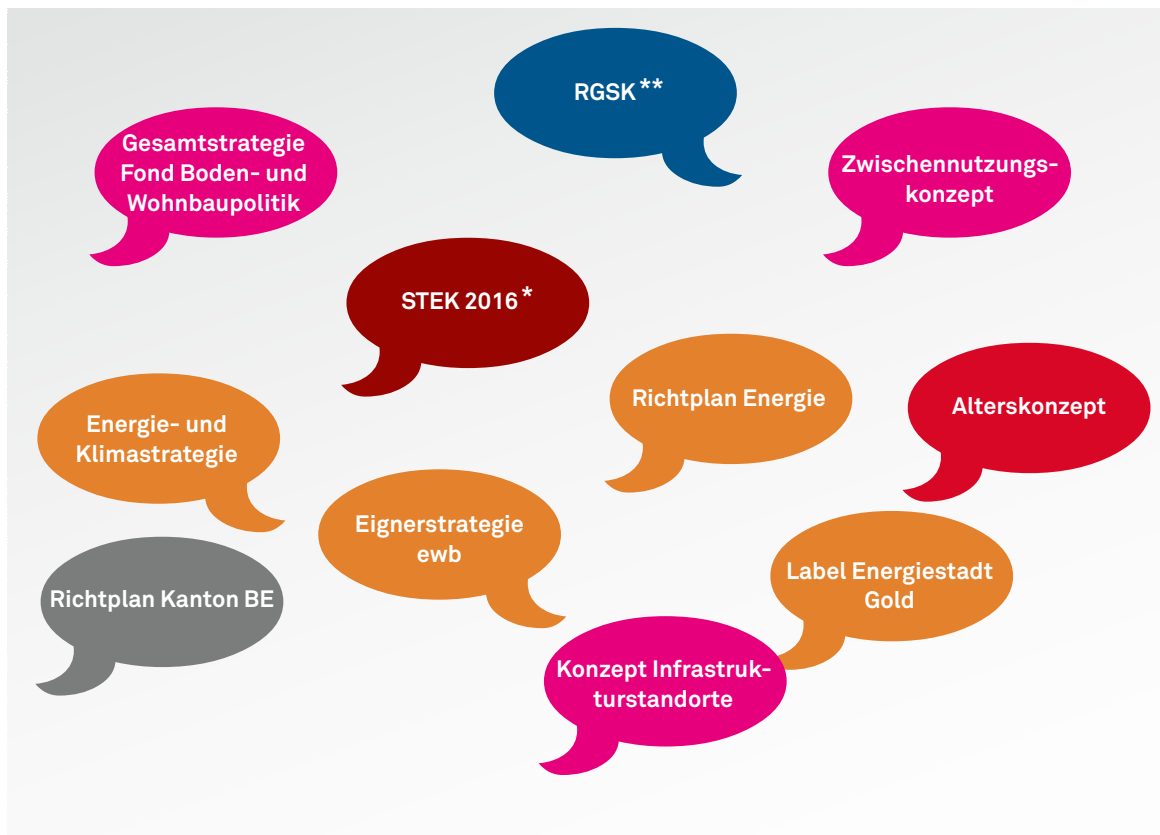 RGSK **
Gesamtstrategie
Fond Boden- und
Wohnbaupolitik
Zwischennutzungs-
konzept
STEK 2016 *
Richtplan Energie
Alterskonzept
Energie- und
Klimastrategie
Eignerstrategie
ewb
Label Energiestadt
Gold
Richtplan Kanton BE
Konzept Infrastruk-
turstandorte